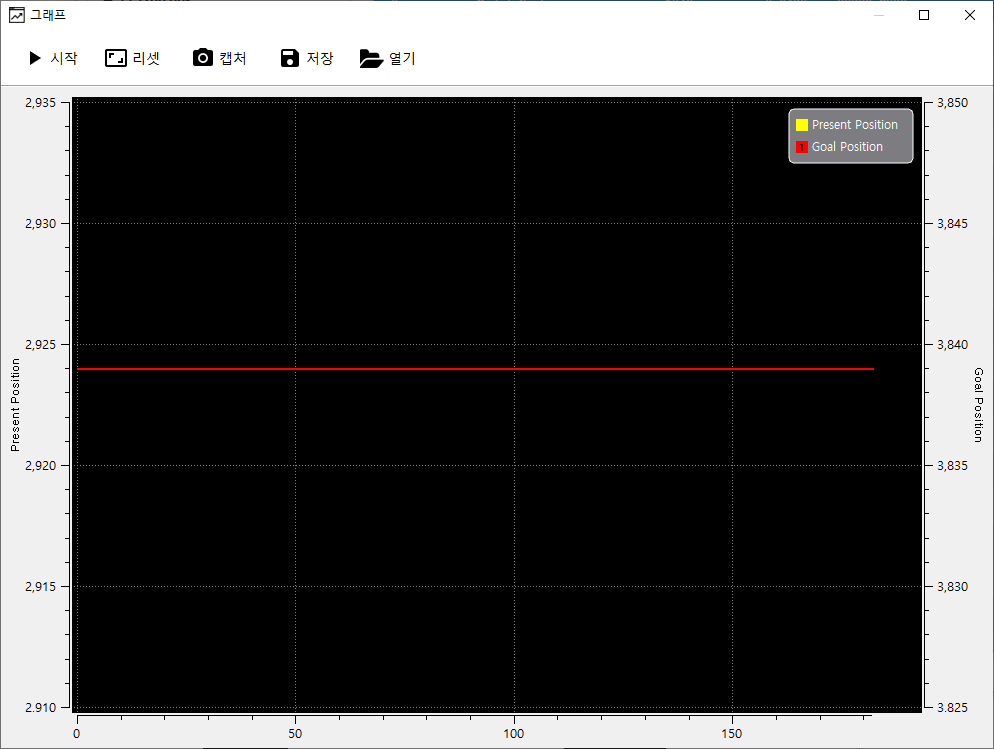 그래프
시작 리셋 캡처 저장 열기
2,935
2,930
2,925
2,920
2,915
2.910
Present Position
Present Position
1 Goal Position
3,850
3,845
3,840
3,835
3,830
3.825
Goal Position
0 50 100 150